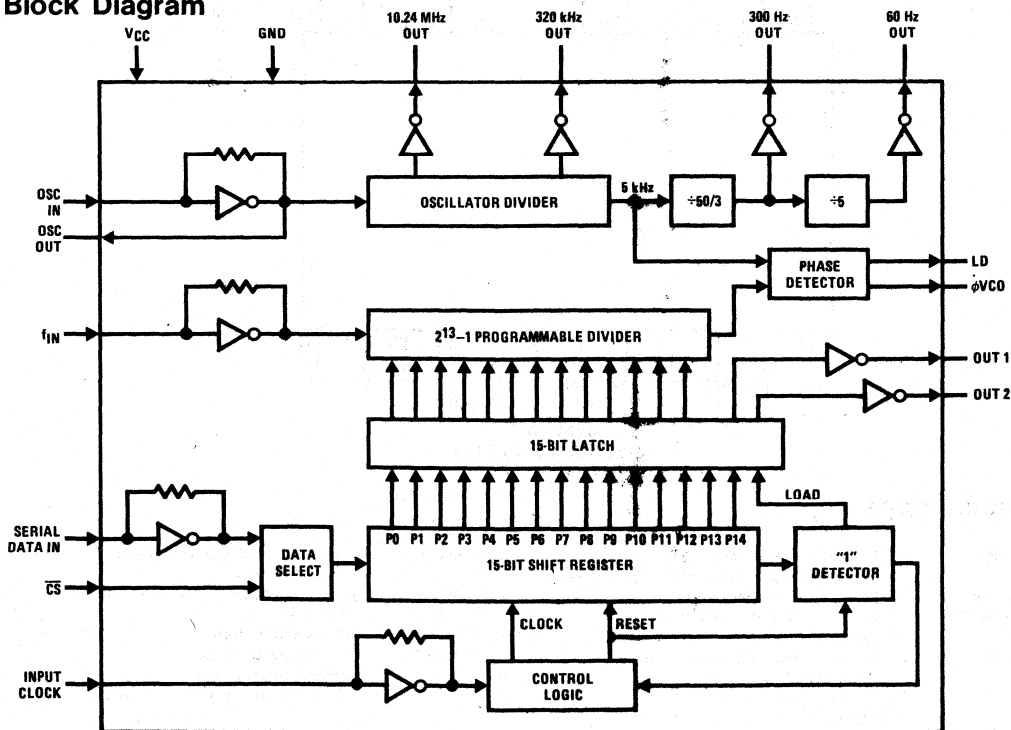 Block Diagram
VCC
GND
10.24 MHz
OUT
320 kHz
OUT
300 Hz
OUT
60 Hz
OUT
OSC
IN
OSC
OUT
OSCILLATOR DIVIDER
5 kHz
÷50/3
÷5
PHASE
DETECTOR
LD
ϕVCO
fIN
2¹³–1 PROGRAMMABLE DIVIDER
OUT 1
OUT 2
15-BIT LATCH
LOAD
SERIAL
DATA IN
C̅S̅
DATA
SELECT
P0 P1 P2 P3 P4 P5 P6 P7 P8 P9 P10 P11 P12 P13 P14
15-BIT SHIFT REGISTER
"1"
DETECTOR
CLOCK
RESET
INPUT
CLOCK
CONTROL
LOGIC